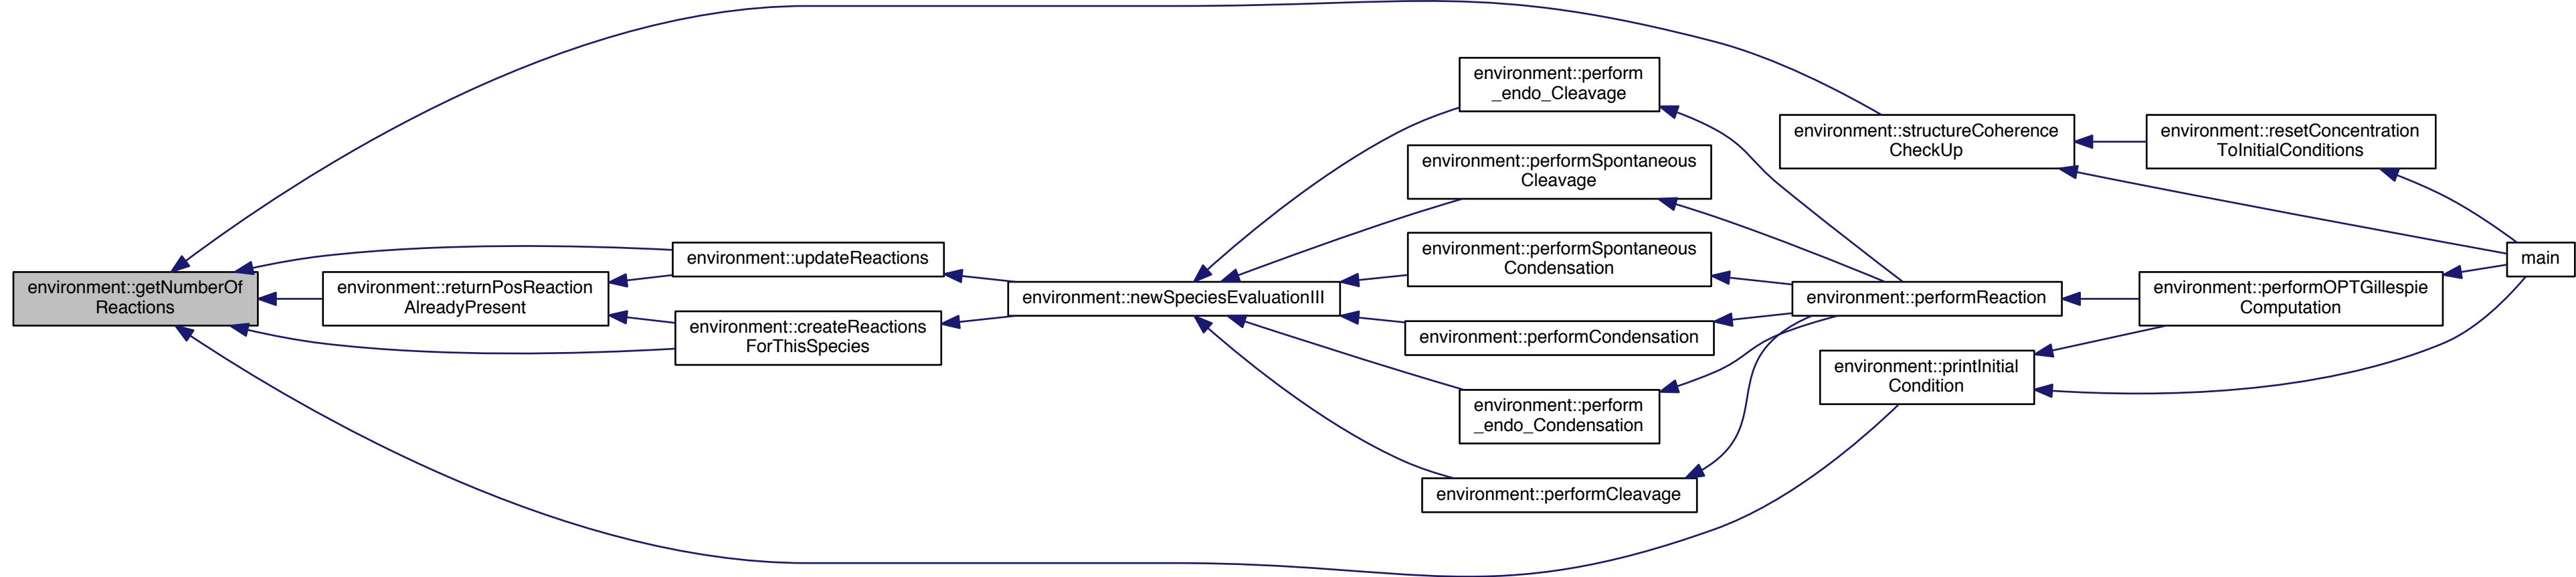 environment::getNumberOf
Reactions
environment::returnPosReaction
AlreadyPresent
environment::updateReactions
environment::createReactions
ForThisSpecies
environment::newSpeciesEvaluationIII
environment::perform
_endo_Cleavage
environment::performSpontaneous
Cleavage
environment::performSpontaneous
Condensation
environment::performCondensation
environment::perform
_endo_Condensation
environment::performCleavage
environment::structureCoherence
CheckUp
environment::performReaction
environment::printInitial
Condition
environment::resetConcentration
ToInitialConditions
environment::performOPTGillespie
Computation
main